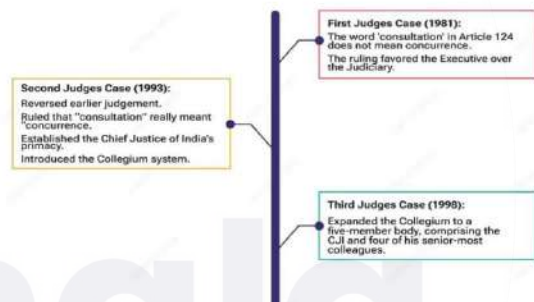 First Judges Case (1981):
The word 'consultation' in Article 124
does not mean concurrence.
The ruling favored the Executive over
the Judiciary.
Second Judges Case (1993):
Reversed earlier judgement.
Ruled that "consultation" really meant
"concurrence.
Established the Chief Justice of India's
primacy.
Introduced the Collegium system.
Third Judges Case (1998):
Expanded the Collegium to a
five-member body, comprising the
CJI and four of his senior-most
colleagues.